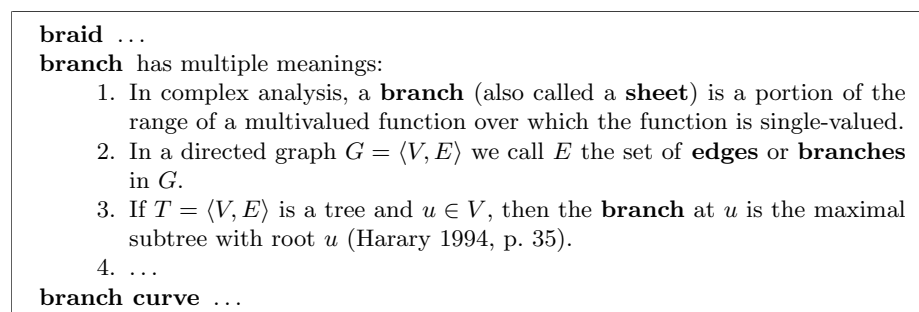 braid ...
branch has multiple meanings:
1. In complex analysis, a branch (also called a sheet) is a portion of the
range of a multivalued function over which the function is single-valued.
2. In a directed graph G = ⟨V, E⟩ we call E the set of edges or branches
in G.
3. If T = ⟨V, E⟩ is a tree and u ∈ V, then the branch at u is the maximal
subtree with root u (Harary 1994, p. 35).
4. ...
branch curve ...